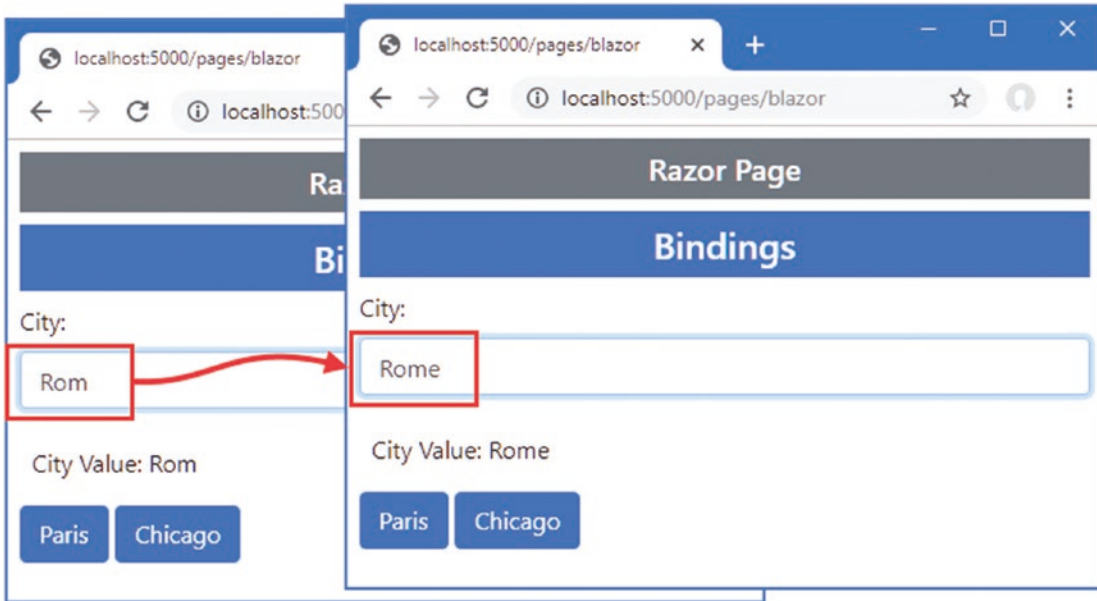 localhost:5000/pages/blazor
localhost:500
Ra
Bi
City:
Rom
City Value: Rom
Paris Chicago
localhost:5000/pages/blazor
localhost:5000/pages/blazor
Razor Page
Bindings
City:
Rome
City Value: Rome
Paris Chicago